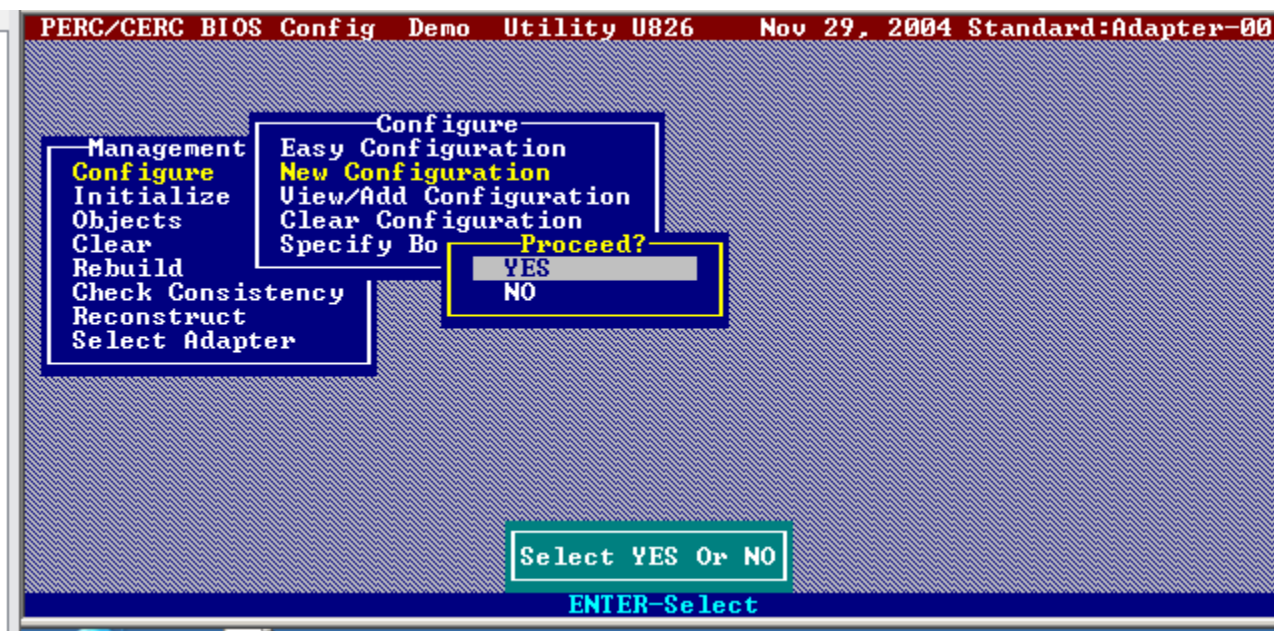 PERC/CERC BIOS Config Demo Utility U826 Nov 29, 2004 Standard:Adapter-00
Configure
Easy Configuration
New Configuration
View/Add Configuration
Clear Configuration
Specify Bo
Management
Configure
Initialize
Objects
Clear
Rebuild
Check Consistency
Reconstruct
Select Adapter
Proceed?
YES
NO
Select YES Or NO
ENTER-Select